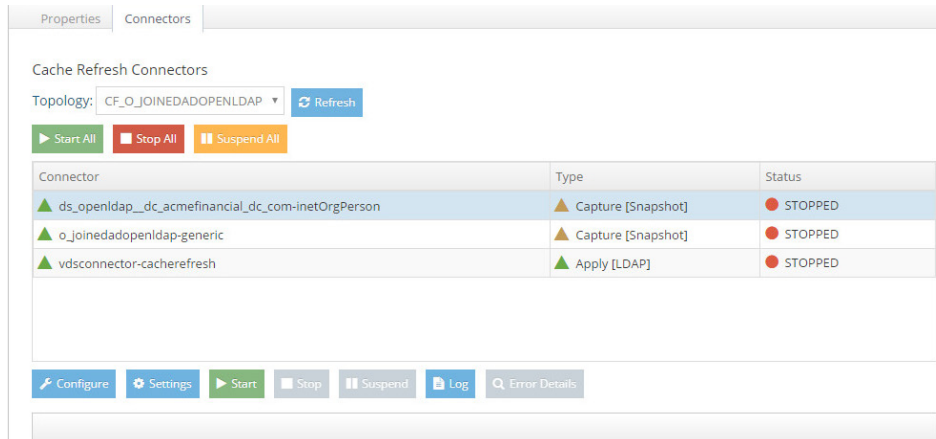 Properties Connectors
Cache Refresh Connectors
Topology: CF_O_JOINEDADOPENLDAP Refresh
Start All Stop All Suspend All
Connector Type Status
ds_openldap__dc_acmefinancial_dc_com-inetOrgPerson Capture [Snapshot] STOPPED
o_joinedadopenldap-generic Capture [Snapshot] STOPPED
vdsconnector-cacherefresh Apply [LDAP] STOPPED
Configure Settings Start Stop Suspend Log Error Details